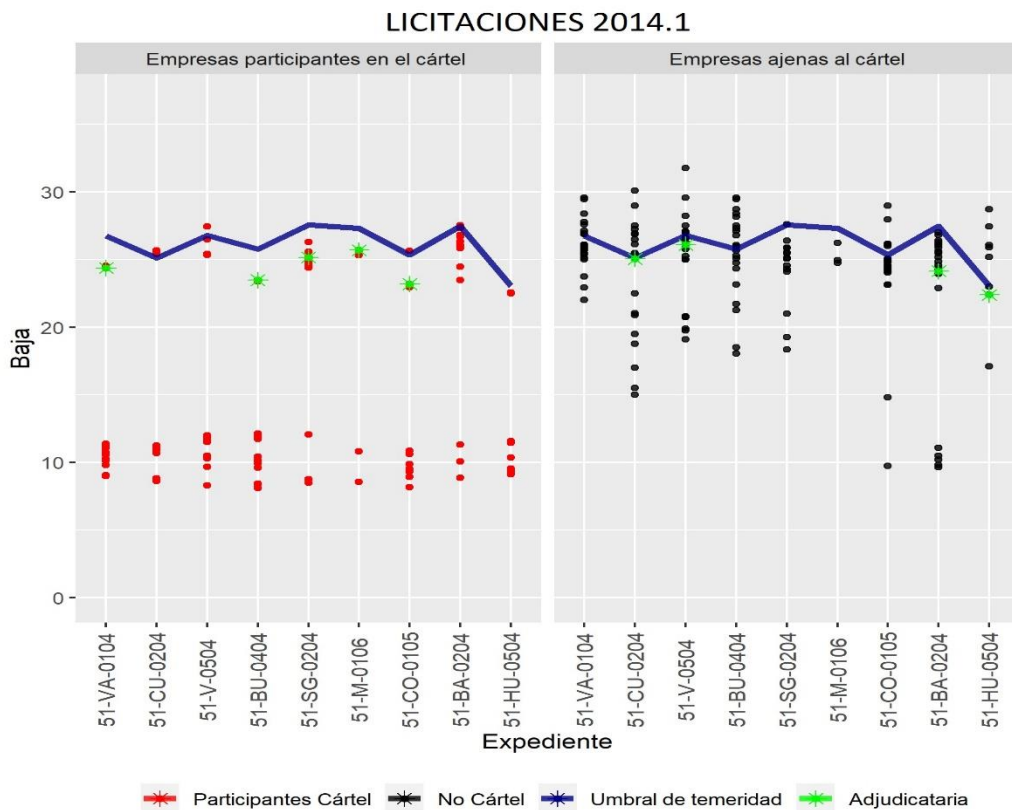 LICITACIONES 2014.1
Empresas participantes en el cártel
Empresas ajenas al cártel
Baja
30
20
10
0
51-VA-0104
51-CU-0204
51-V-0504
51-BU-0404
51-SG-0204
51-M-0106
51-CO-0105
51-BA-0204
51-HU-0504
51-VA-0104
51-CU-0204
51-V-0504
51-BU-0404
51-SG-0204
51-M-0106
51-CO-0105
51-BA-0204
51-HU-0504
Expediente
Participantes Cártel No Cártel Umbral de temeridad Adjudicataria